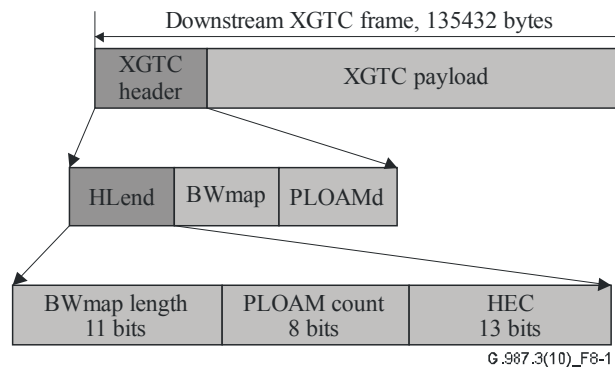 Downstream XGTC frame, 135432 bytes
XGTC
header
XGTC payload
HLend
BWmap
PLOAMd
BWmap length
11 bits
PLOAM count
8 bits
HEC
13 bits
G.987.3(10)_F8-1